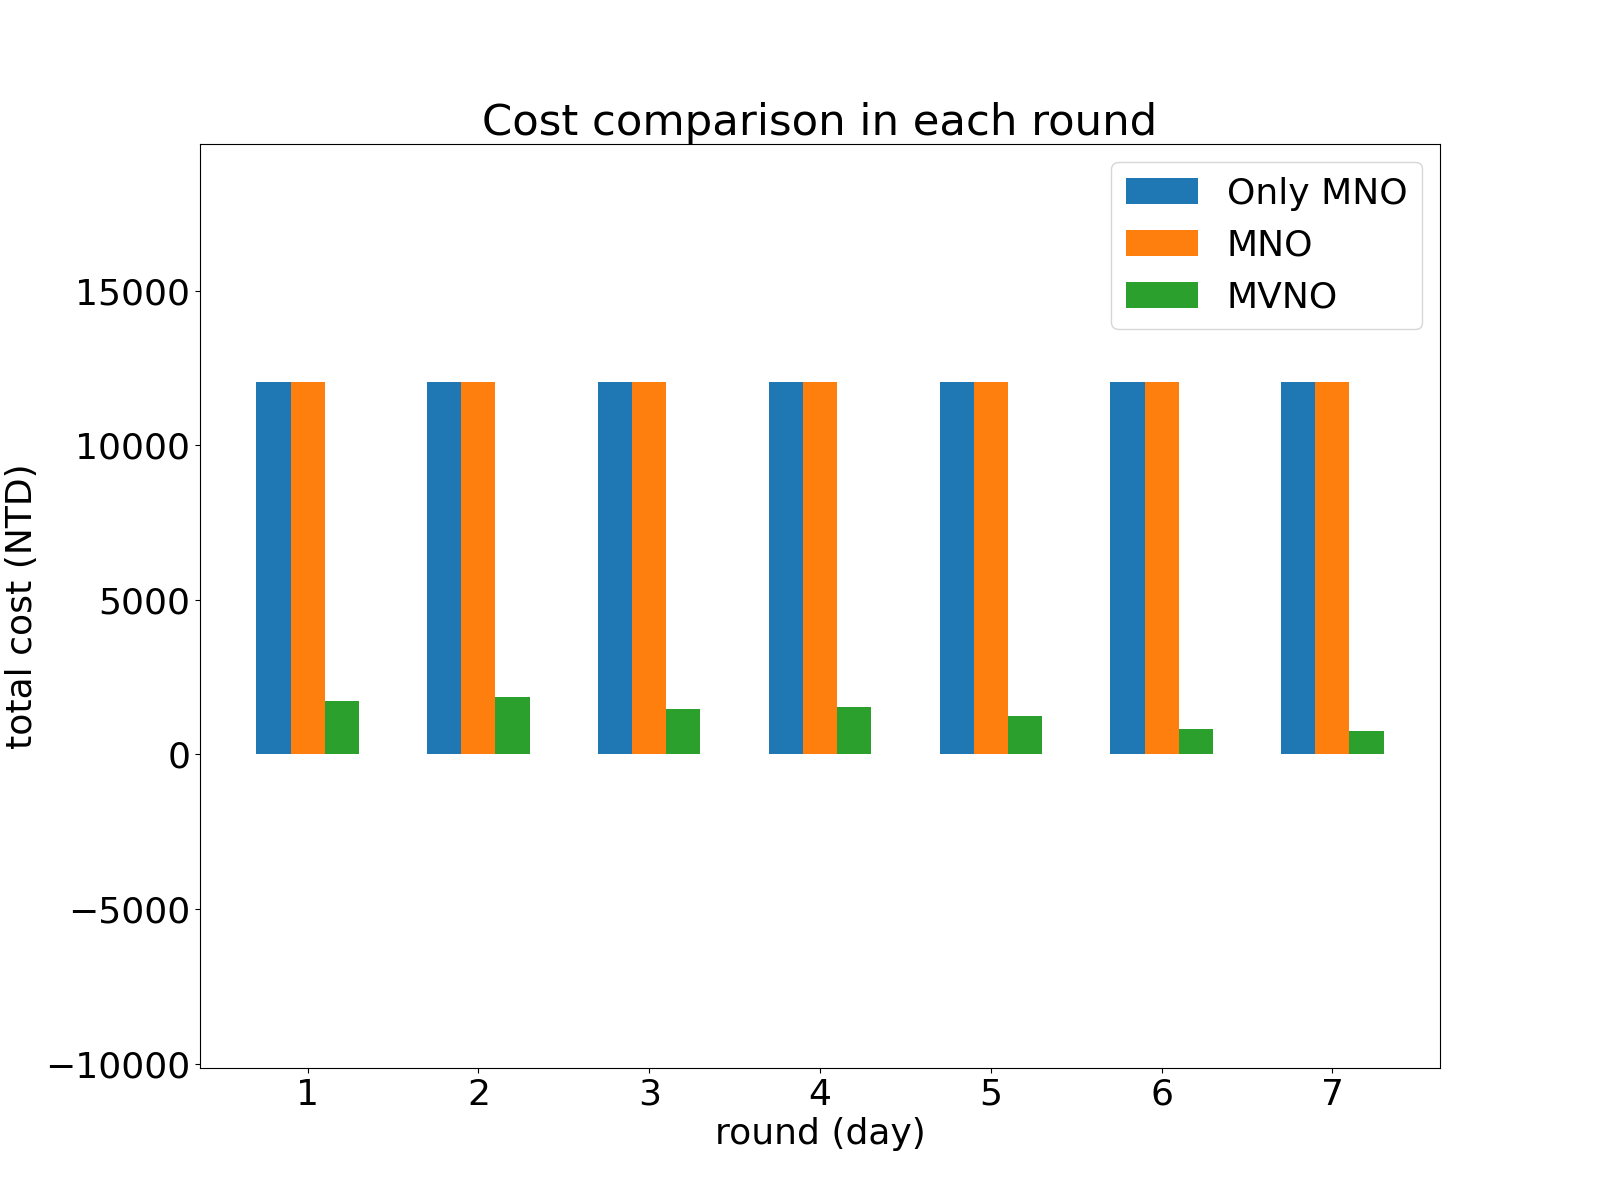 Cost comparison in each round
Only MNO
MNO
MVNO
15000
10000
5000
0
−5000
−10000
total cost (NTD)
1 2 3 4 5 6 7
round (day)